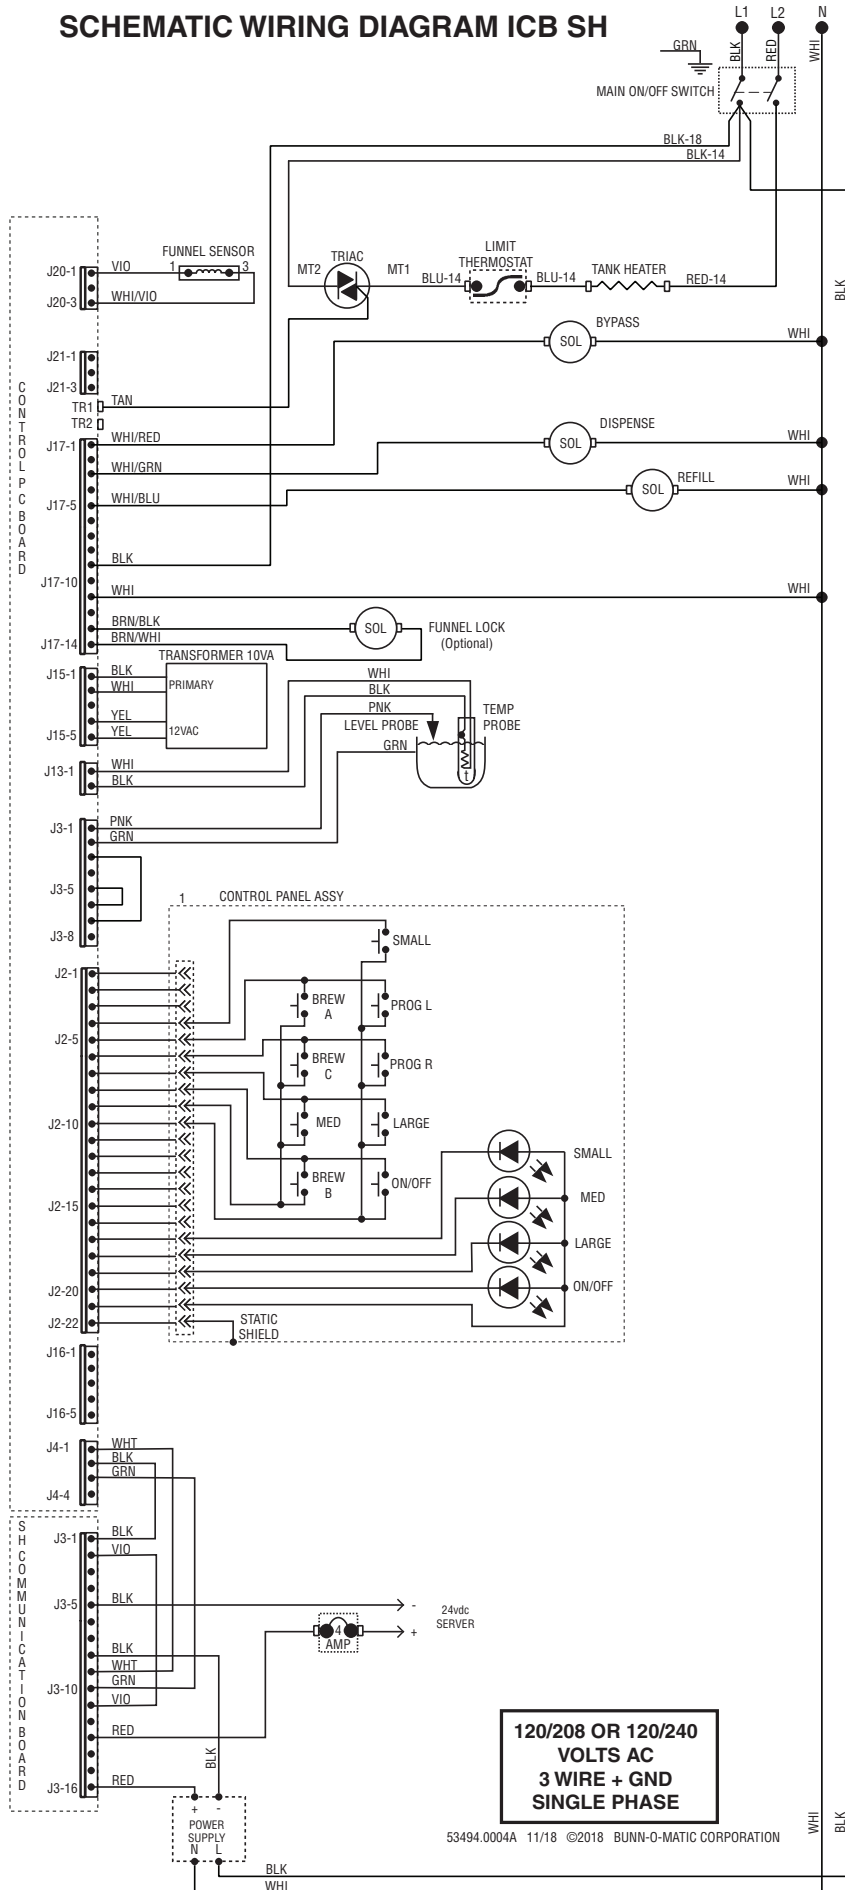 SCHEMATIC WIRING DIAGRAM ICB SH
L1
L2
N
GRN
BLK
RED
WHI
MAIN ON/OFF SWITCH
BLK-18
BLK-14
BLK
CONTROL PC BOARD
J20-1
VIO
FUNNEL SENSOR
1
3
J20-3
WHI/VIO
MT2
TRIAC
MT1
BLU-14
LIMIT
THERMOSTAT
BLU-14
TANK HEATER
RED-14
BYPASS
SOL
WHI
J21-1
J21-3
TR1
TAN
TR2
J17-1
WHI/RED
DISPENSE
SOL
WHI
WHI/GRN
REFILL
SOL
WHI
J17-5
WHI/BLU
BLK
J17-10
WHI
WHI
BRN/BLK
SOL
FUNNEL LOCK
(Optional)
J17-14
BRN/WHI
TRANSFORMER 10VA
J15-1
BLK
WHI
PRIMARY
YEL
J15-5
YEL
12VAC
WHI
BLK
PNK
LEVEL PROBE
TEMP
PROBE
GRN
t
J13-1
WHI
BLK
J3-1
PNK
GRN
J3-5
J3-8
1
CONTROL PANEL ASSY
SMALL
J2-1
BREW
A
PROG L
J2-5
BREW
C
PROG R
J2-10
MED
LARGE
BREW
B
ON/OFF
J2-15
SMALL
MED
LARGE
ON/OFF
J2-20
J2-22
STATIC
SHIELD
J16-1
J16-5
J4-1
WHT
BLK
GRN
J4-4
SH COMMUNICATION BOARD
J3-1
BLK
VIO
J3-5
BLK
-
24vdc
SERVER
4
AMP
+
BLK
WHT
J3-10
GRN
VIO
RED
BLK
J3-16
RED
+
-
POWER
SUPPLY
N
L
BLK
WHI
120/208 OR 120/240
VOLTS AC
3 WIRE + GND
SINGLE PHASE
53494.0004A 11/18 ©2018 BUNN-O-MATIC CORPORATION
WHI
BLK